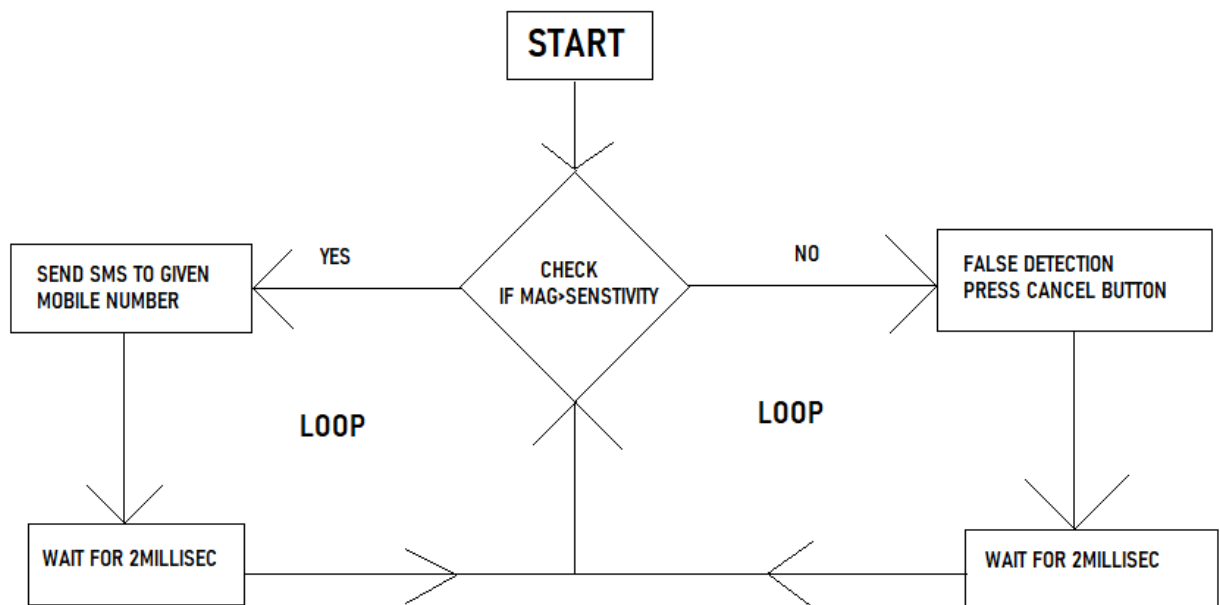 START
YES
NO
CHECK
IF MAG>SENSTIVITY
SEND SMS TO GIVEN
MOBILE NUMBER
FALSE DETECTION
PRESS CANCEL BUTTON
LOOP
LOOP
WAIT FOR 2MILLISEC
WAIT FOR 2MILLISEC